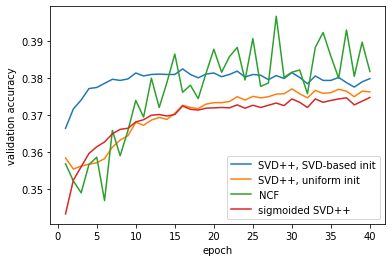 validation accuracy
0.39
0.38
0.37
0.36
0.35
0
5
10
15
20
25
30
35
40
epoch
SVD++, SVD-based init
SVD++, uniform init
NCF
sigmoided SVD++